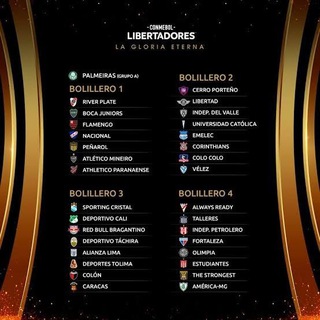 CONMEBOL
LIBERTADORES
LA GLORIA ETERNA
PALMEIRAS (GRUPO A)
BOLILLERO 1
RIVER PLATE
BOCA JUNIORS
FLAMENGO
NACIONAL
PEÑAROL
ATLÉTICO MINEIRO
ATHLETICO PARANAENSE
BOLILLERO 2
CERRO PORTEÑO
LIBERTAD
INDEP. DEL VALLE
UNIVERSIDAD CATÓLICA
EMELEC
CORINTHIANS
COLO COLO
VÉLEZ
BOLILLERO 3
SPORTING CRISTAL
DEPORTIVO CALI
RED BULL BRAGANTINO
DEPORTIVO TÁCHIRA
ALIANZA LIMA
DEPORTES TOLIMA
COLÓN
CARACAS
BOLILLERO 4
ALWAYS READY
TALLERES
INDEP. PETROLERO
FORTALEZA
OLIMPIA
ESTUDIANTES
THE STRONGEST
AMÉRICA-MG